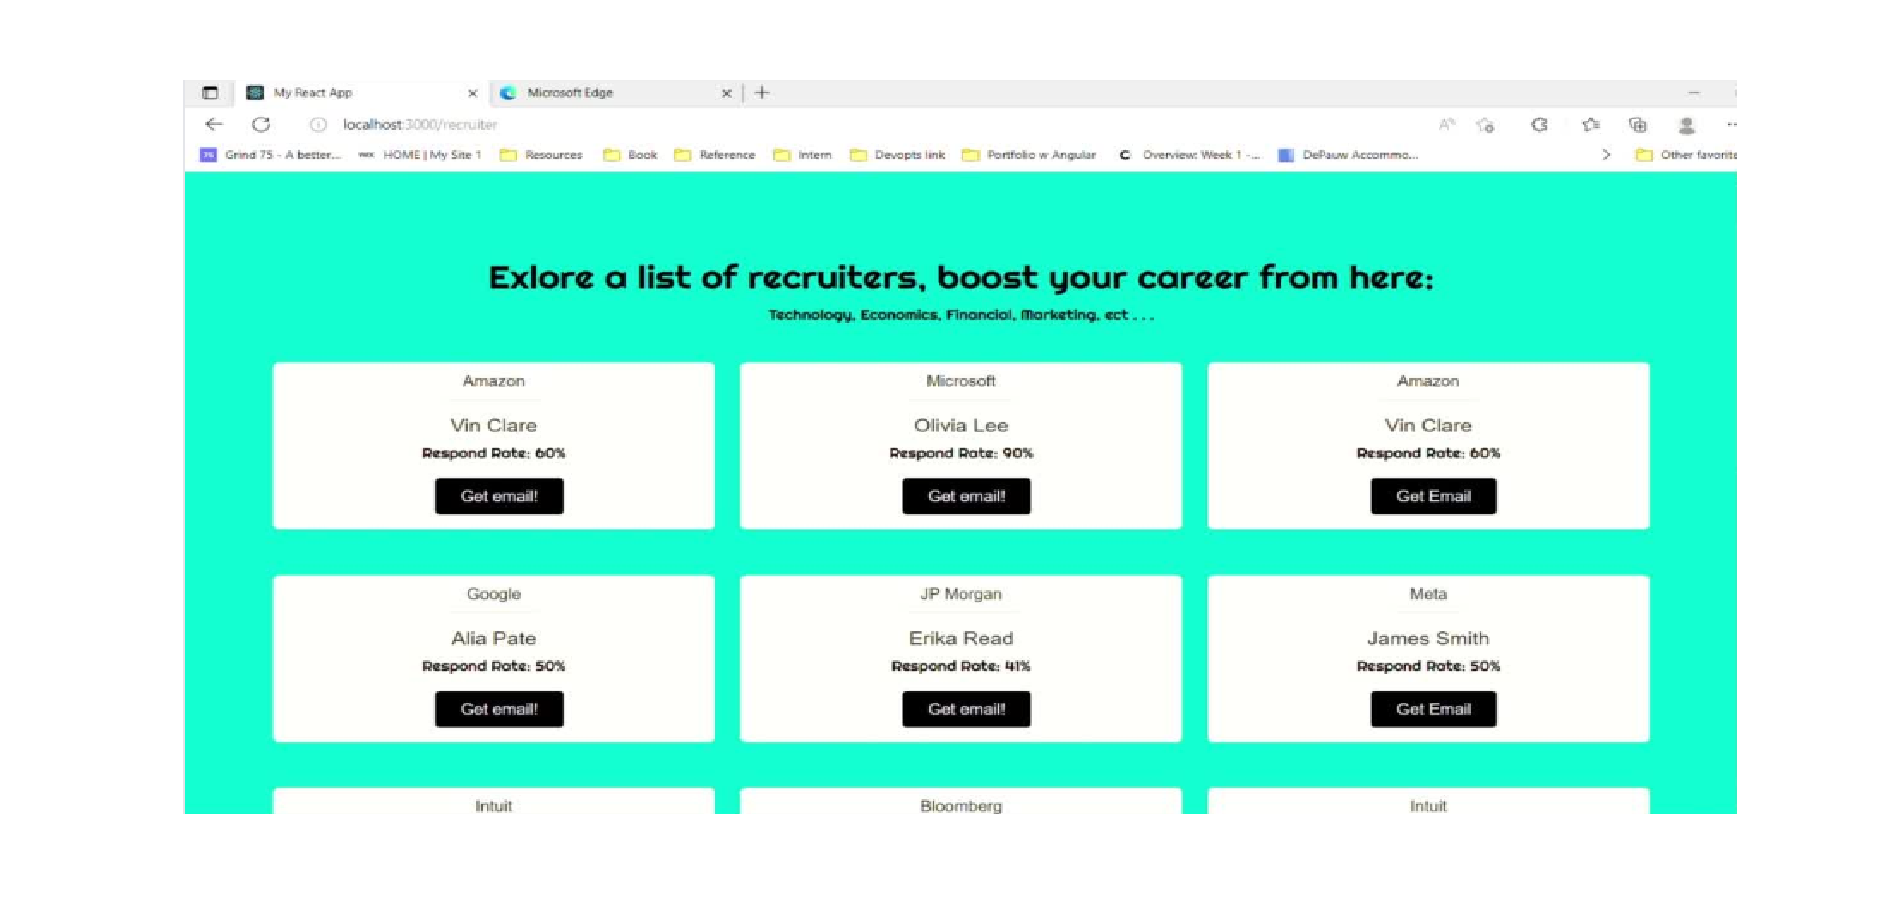 My React App
Microsoft Edge
localhost:3000/recruiter
Grind 75 - A better... HOME | My Site 1 Resources Book Reference Intern Devopts link Portfolio w Angular Overview: Week 1 -... DePauw Accommo... Other favorite
Exlore a list of recruiters, boost your career from here:
Technology, Economics, Financial, Marketing, ect . . .
Amazon Microsoft Amazon
Vin Clare Olivia Lee Vin Clare
Respond Rate: 60% Respond Rate: 90% Respond Rate: 60%
Get email! Get email! Get Email
Google JP Morgan Meta
Alia Pate Erika Read James Smith
Respond Rate: 50% Respond Rate: 41% Respond Rate: 50%
Get email! Get email! Get Email
Intuit Bloomberg Intuit